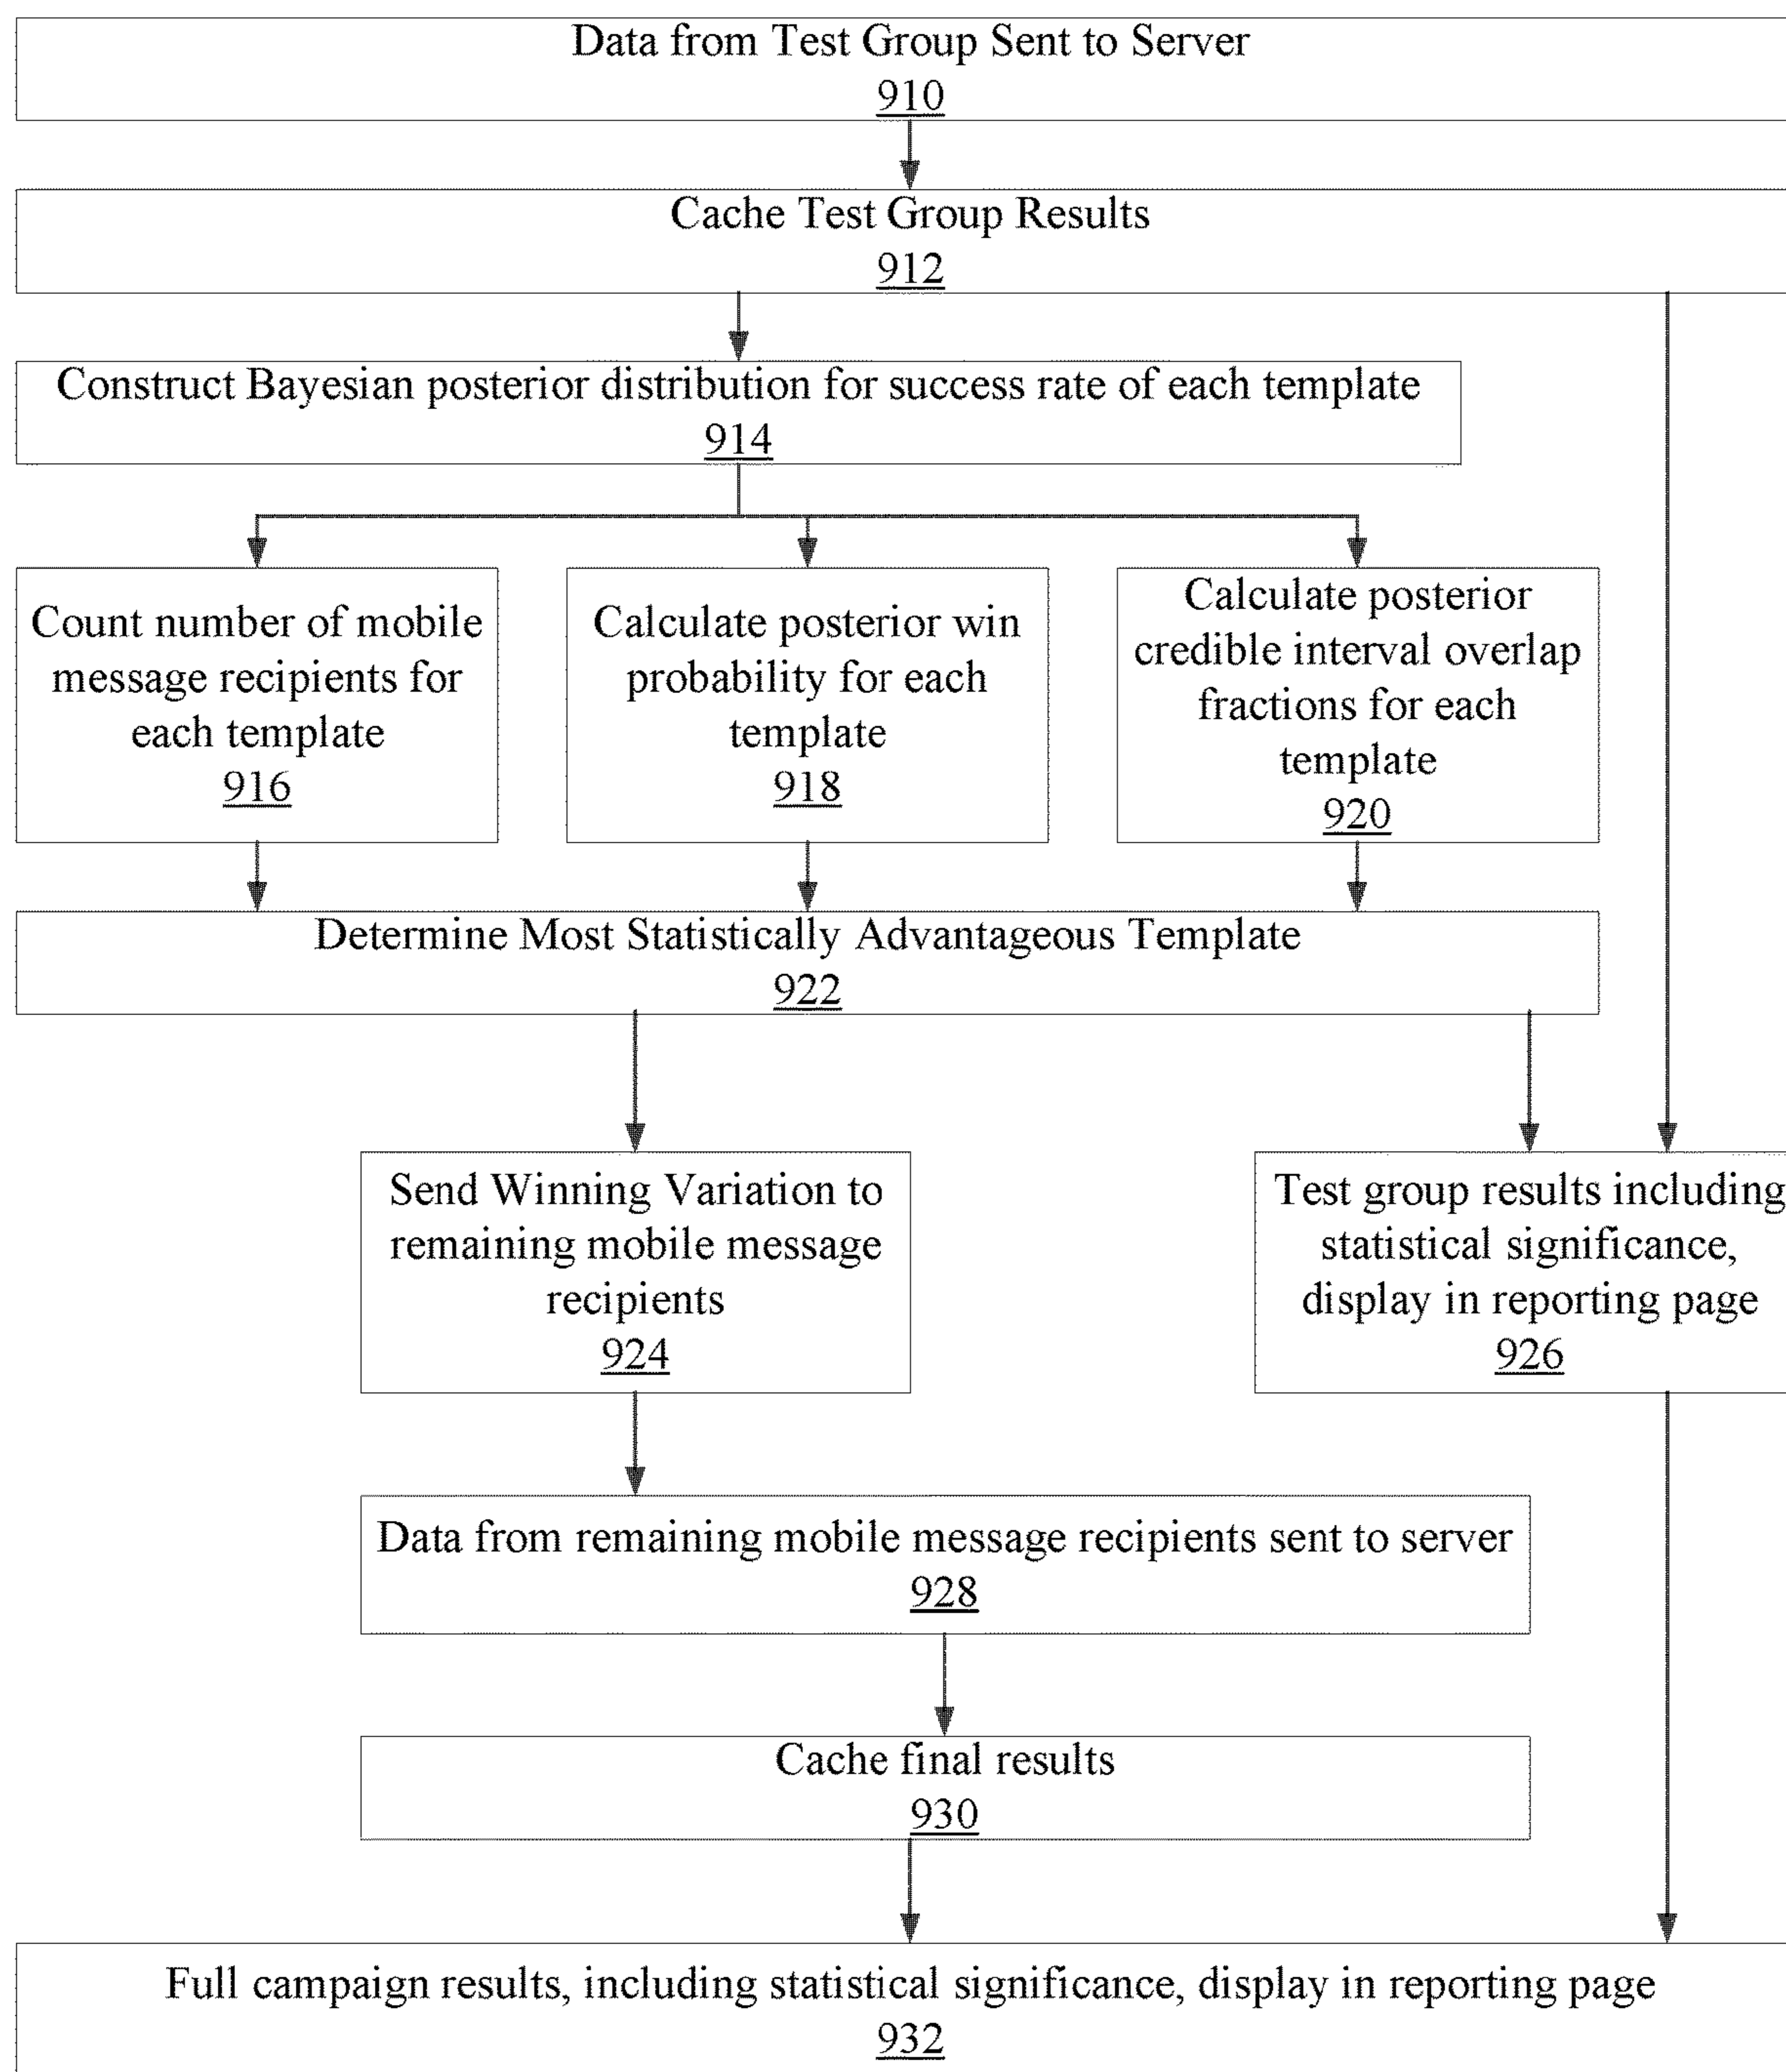 Data from Test Group Sent to Server
910
Cache Test Group Results
912
Construct Bayesian posterior distribution for success rate of each template
914
Count number of mobile
message recipients for
each template
916
Calculate posterior win
probability for each
template
918
Calculate posterior
credible interval overlap
fractions for each
template
920
Determine Most Statistically Advantageous Template
922
Send Winning Variation to
remaining mobile message
recipients
924
Test group results including
statistical significance,
display in reporting page
926
Data from remaining mobile message recipients sent to server
928
Cache final results
930
Full campaign results, including statistical significance, display in reporting page
932